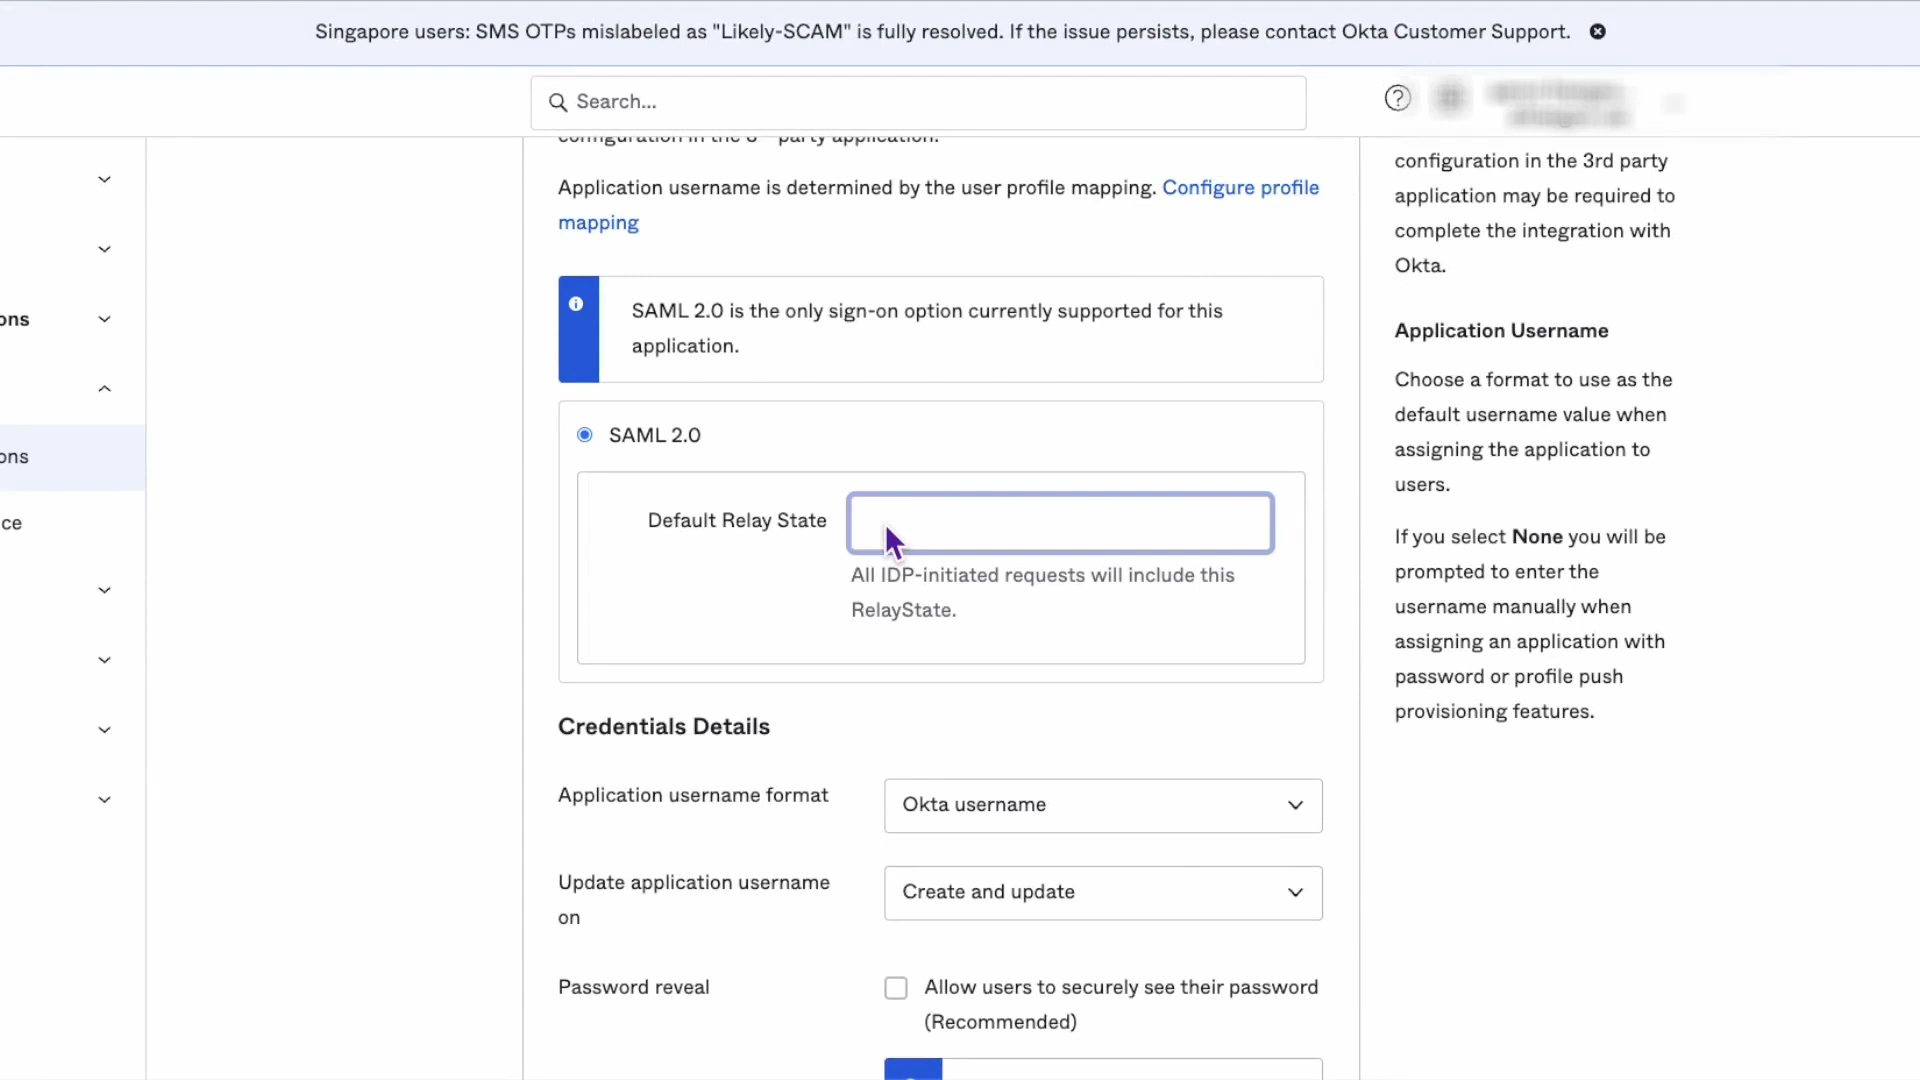 Singapore users: SMS OTPs mislabeled as "Likely-SCAM" is fully resolved. If the issue persists, please contact Okta Customer Support.
Search...
configuration in the 3rd party application.
Application username is determined by the user profile mapping. Configure profile
mapping
SAML 2.0 is the only sign-on option currently supported for this
application.
SAML 2.0
Default Relay State
All IDP-initiated requests will include this
RelayState.
Credentials Details
Application username format
Okta username
Update application username
on
Create and update
Password reveal
Allow users to securely see their password
(Recommended)
ons
ons
ce
configuration in the 3rd party
application may be required to
complete the integration with
Okta.
Application Username
Choose a format to use as the
default username value when
assigning the application to
users.
If you select None you will be
prompted to enter the
username manually when
assigning an application with
password or profile push
provisioning features.